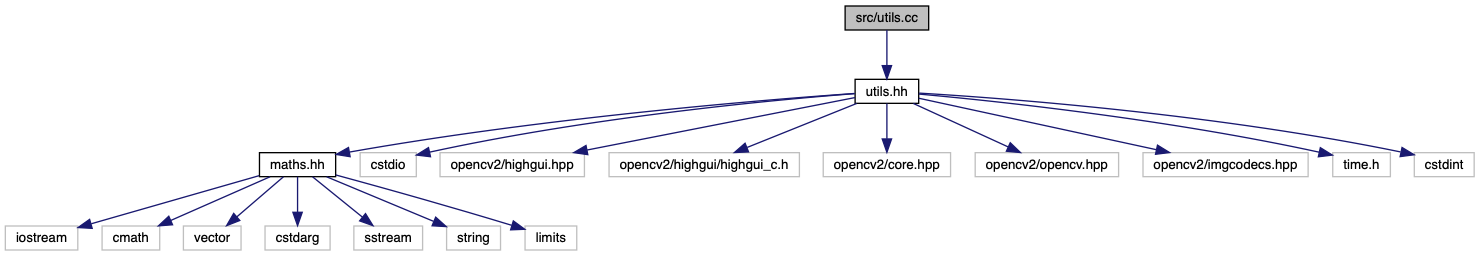 src/utils.cc
utils.hh
maths.hh
cstdio
opencv2/highgui.hpp
opencv2/highgui/highgui_c.h
opencv2/core.hpp
opencv2/opencv.hpp
opencv2/imgcodecs.hpp
time.h
cstdint
iostream
cmath
vector
cstdarg
sstream
string
limits